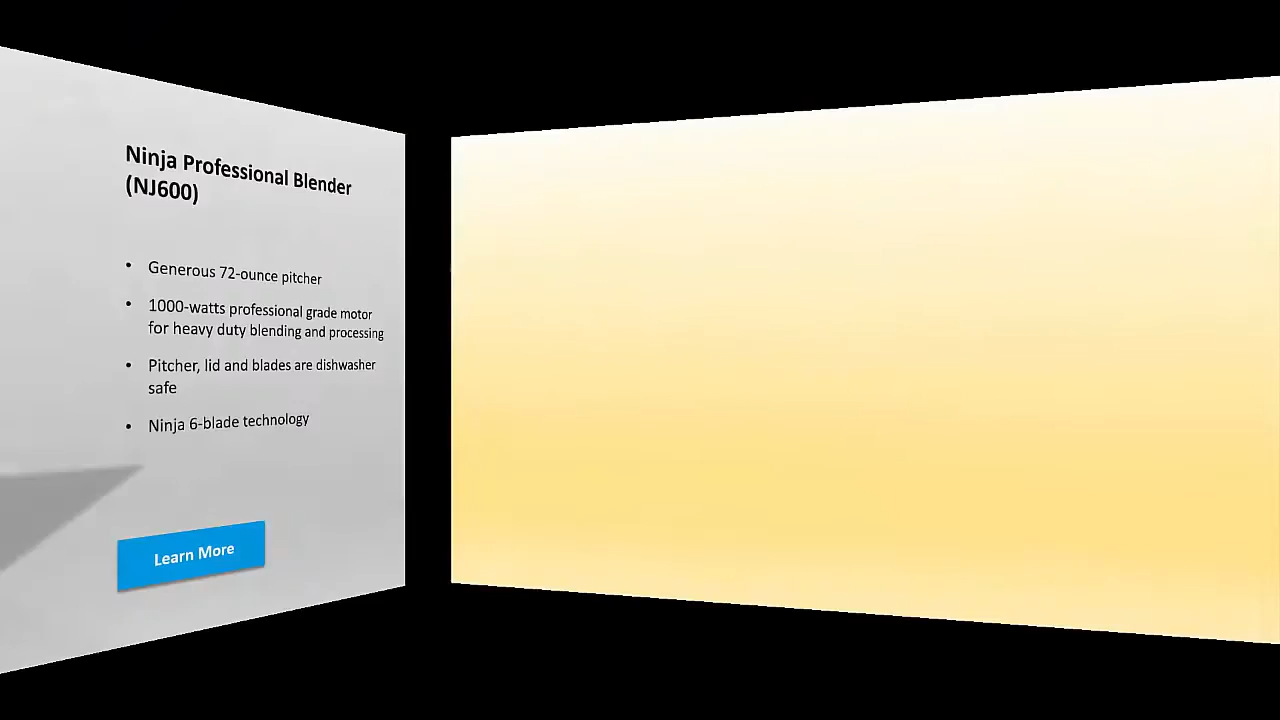 Ninja Professional Blender
(NJ600)
• Generous 72-ounce pitcher
• 1000-watts professional grade motor
for heavy duty blending and processing
• Pitcher, lid and blades are dishwasher
safe
• Ninja 6-blade technology
Learn More